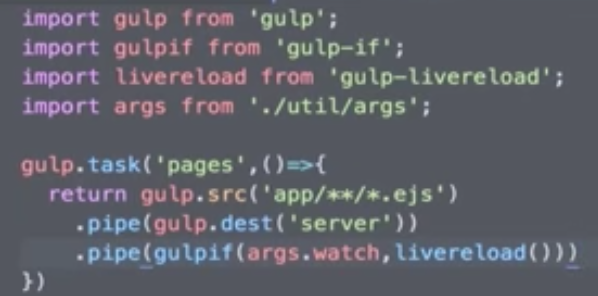 import gulp from 'gulp';
import gulpif from 'gulp-if';
import livereload from 'gulp-livereload';
import args from './util/args';

gulp.task('pages',()=>{
  return gulp.src('app/**/*.ejs')
    .pipe(gulp.dest('server'))
    .pipe(gulpif(args.watch,livereload()))
})